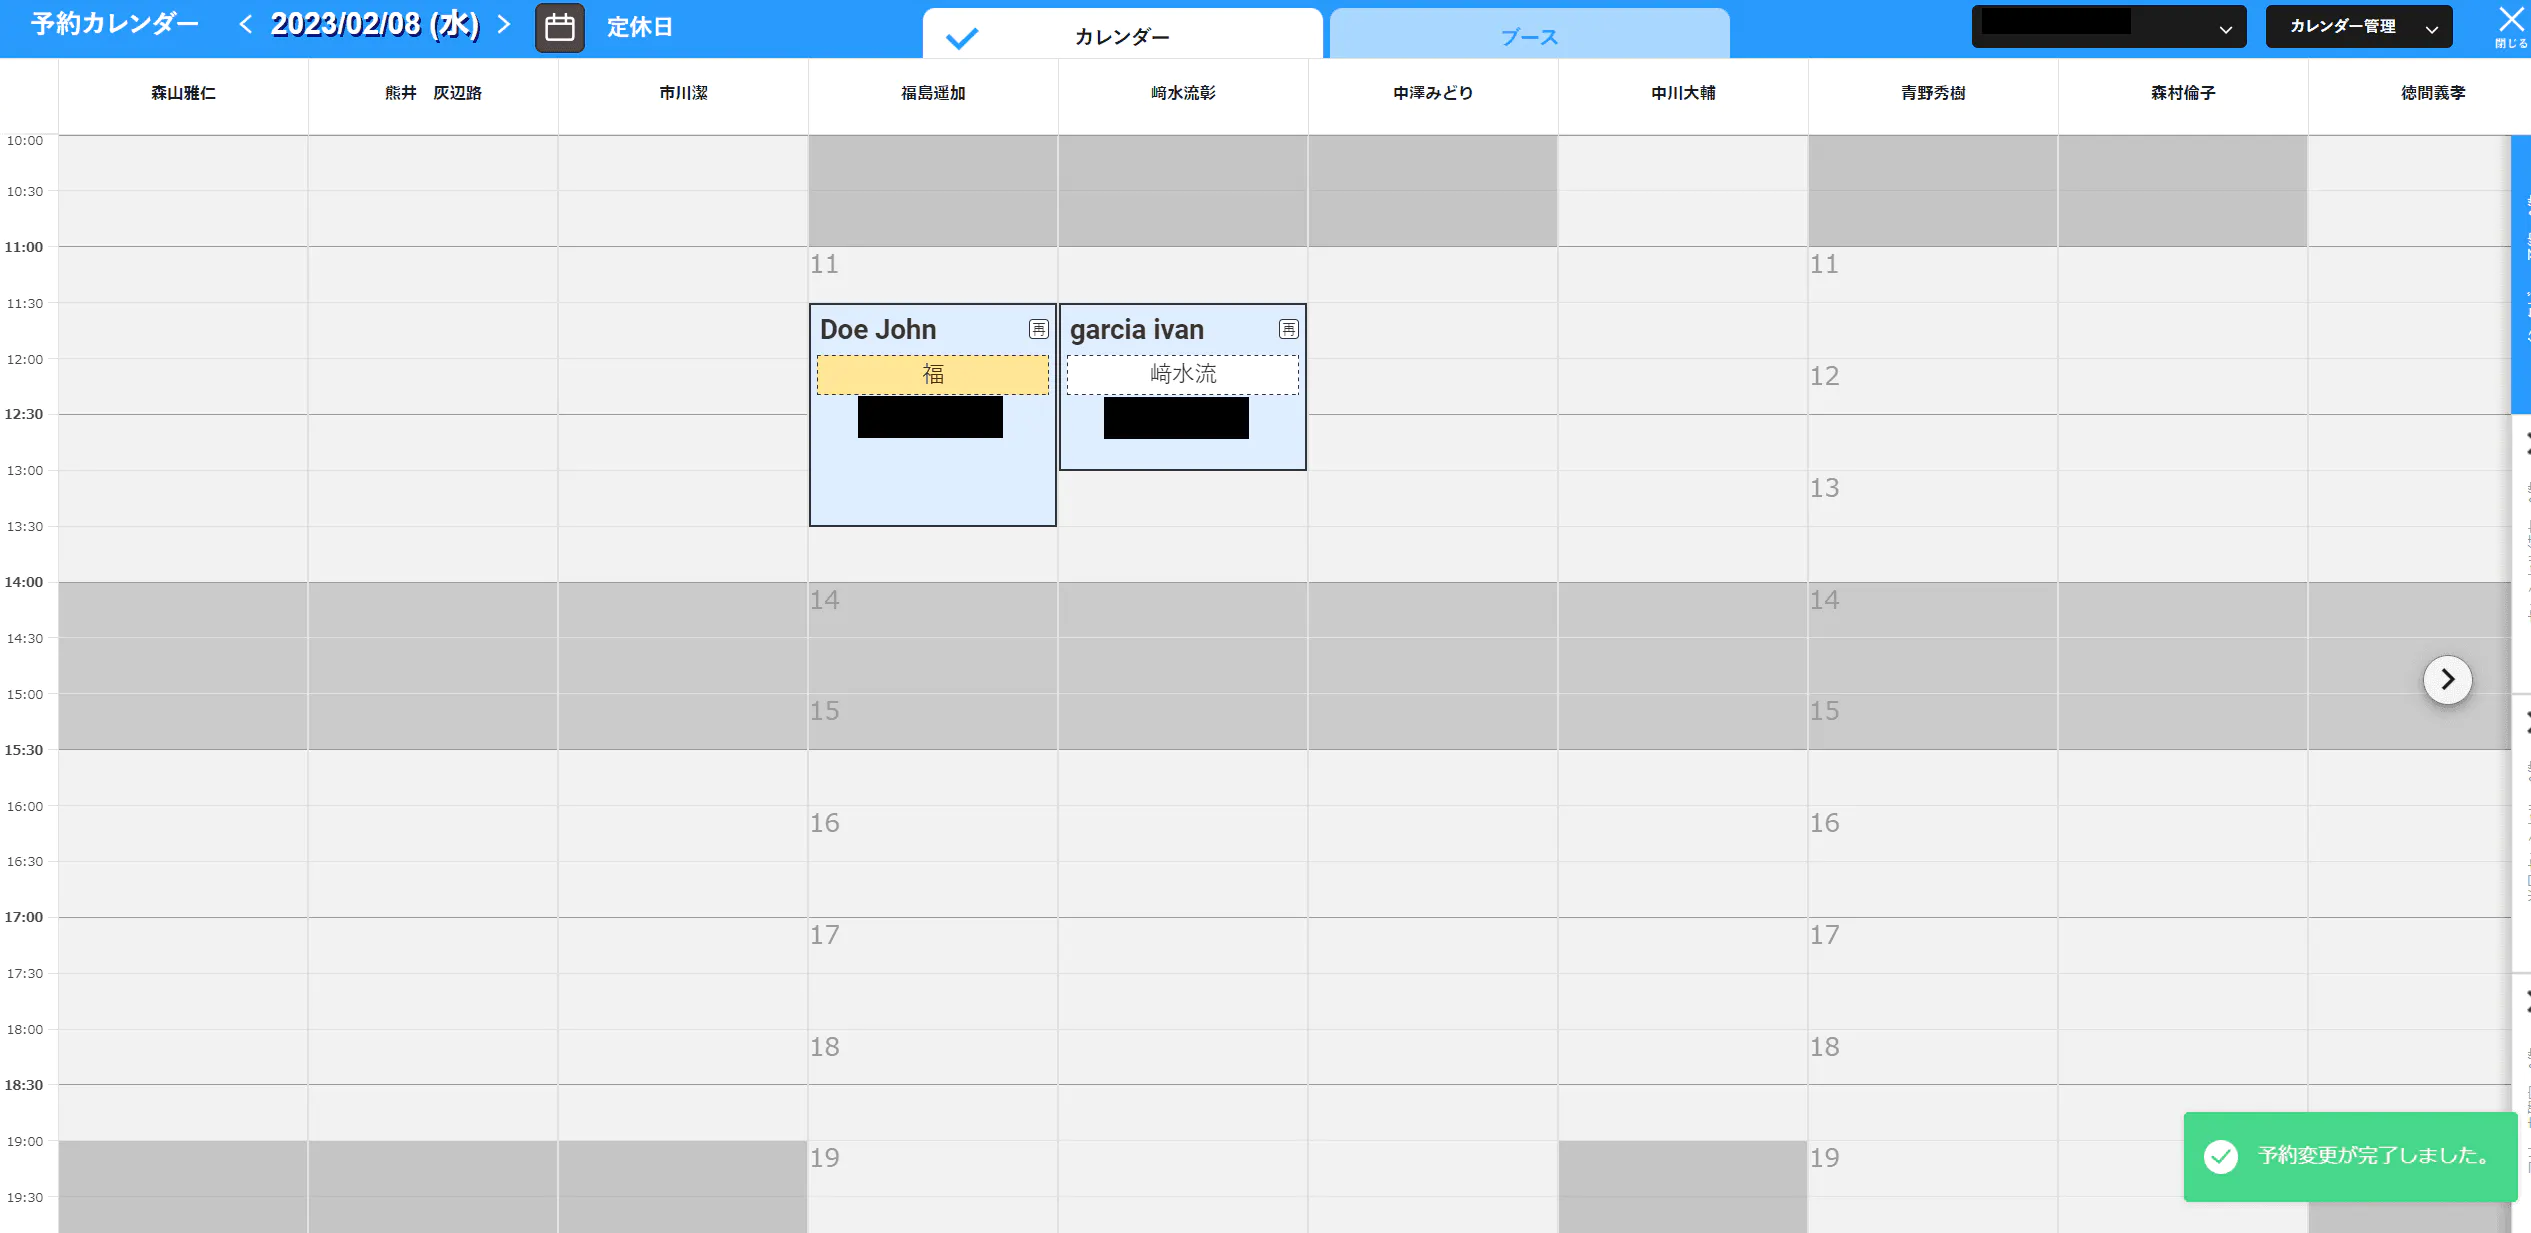 予約カレンダー
2023/02/08 (水)
定休日
カレンダー
ブース
カレンダー管理
閉じる
森山雅仁
熊井 灰辺路
市川潔
福島遥加
﨑水流彰
中澤みどり
中川大輔
青野秀樹
森村倫子
徳間義孝
10:00
10:30
11:00
11
11
11:30
Doe John
再
garcia ivan
再
12:00
福
﨑水流
12
12:30
13:00
13
13:30
14:00
14
14
14:30
15:00
15
15
15:30
16:00
16
16
16:30
17:00
17
17
17:30
18:00
18
18
18:30
19:00
19
19
予約変更が完了しました。
19:30